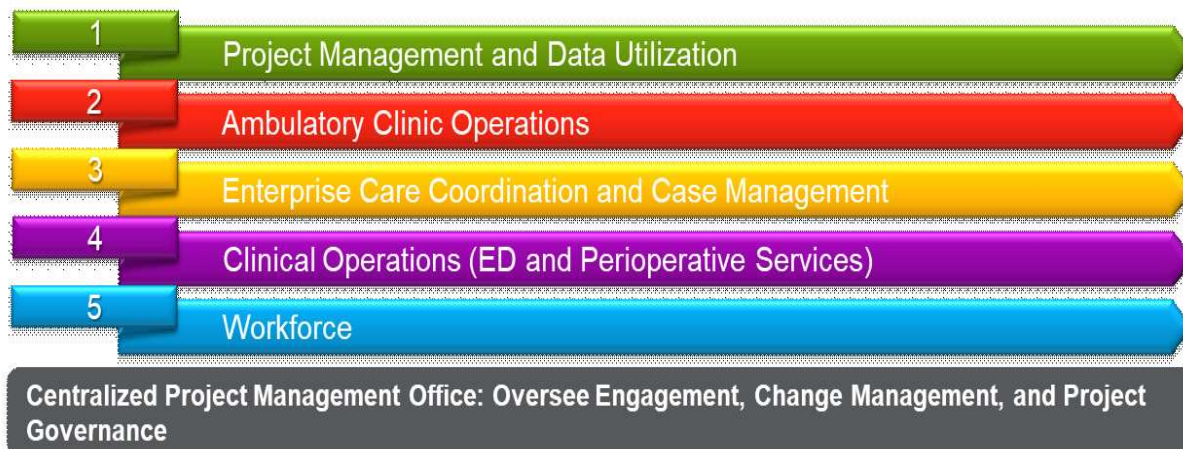 1
Project Management and Data Utilization
2
Ambulatory Clinic Operations
3
Enterprise Care Coordination and Case Management
4
Clinical Operations (ED and Perioperative Services)
5
Workforce
Centralized Project Management Office: Oversee Engagement, Change Management, and Project
Governance